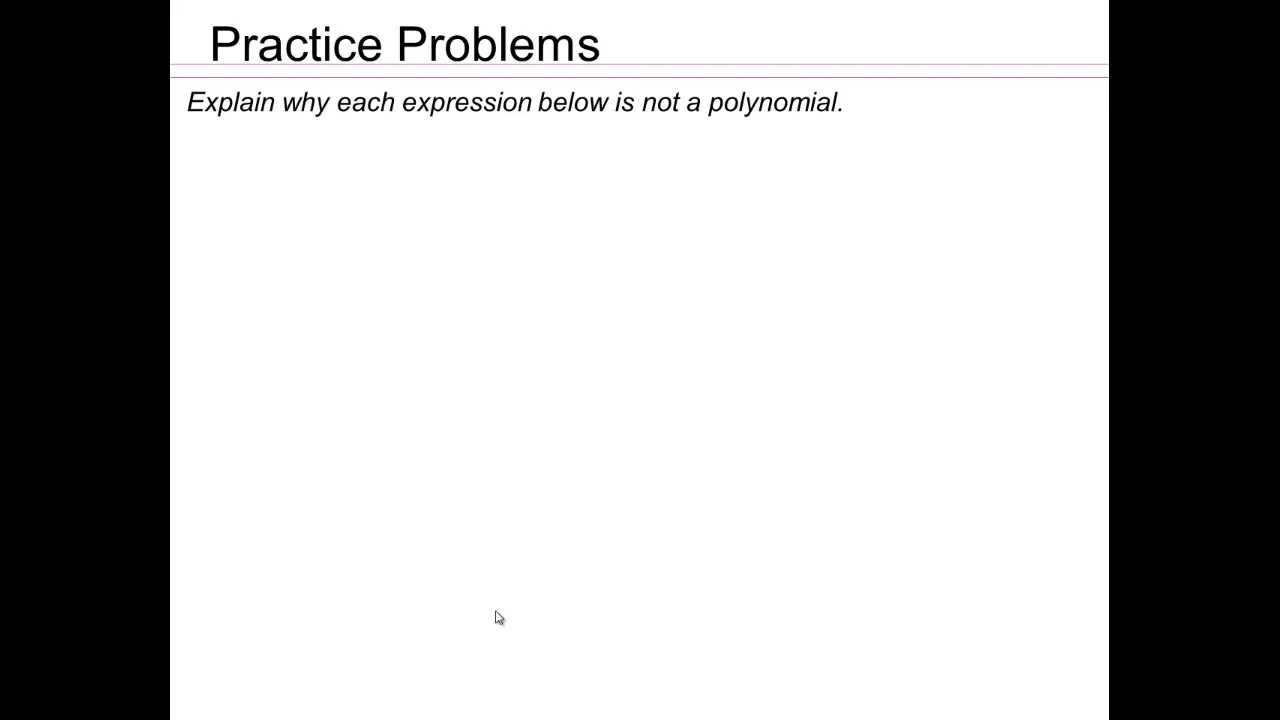 Practice Problems
Explain why each expression below is not a polynomial.